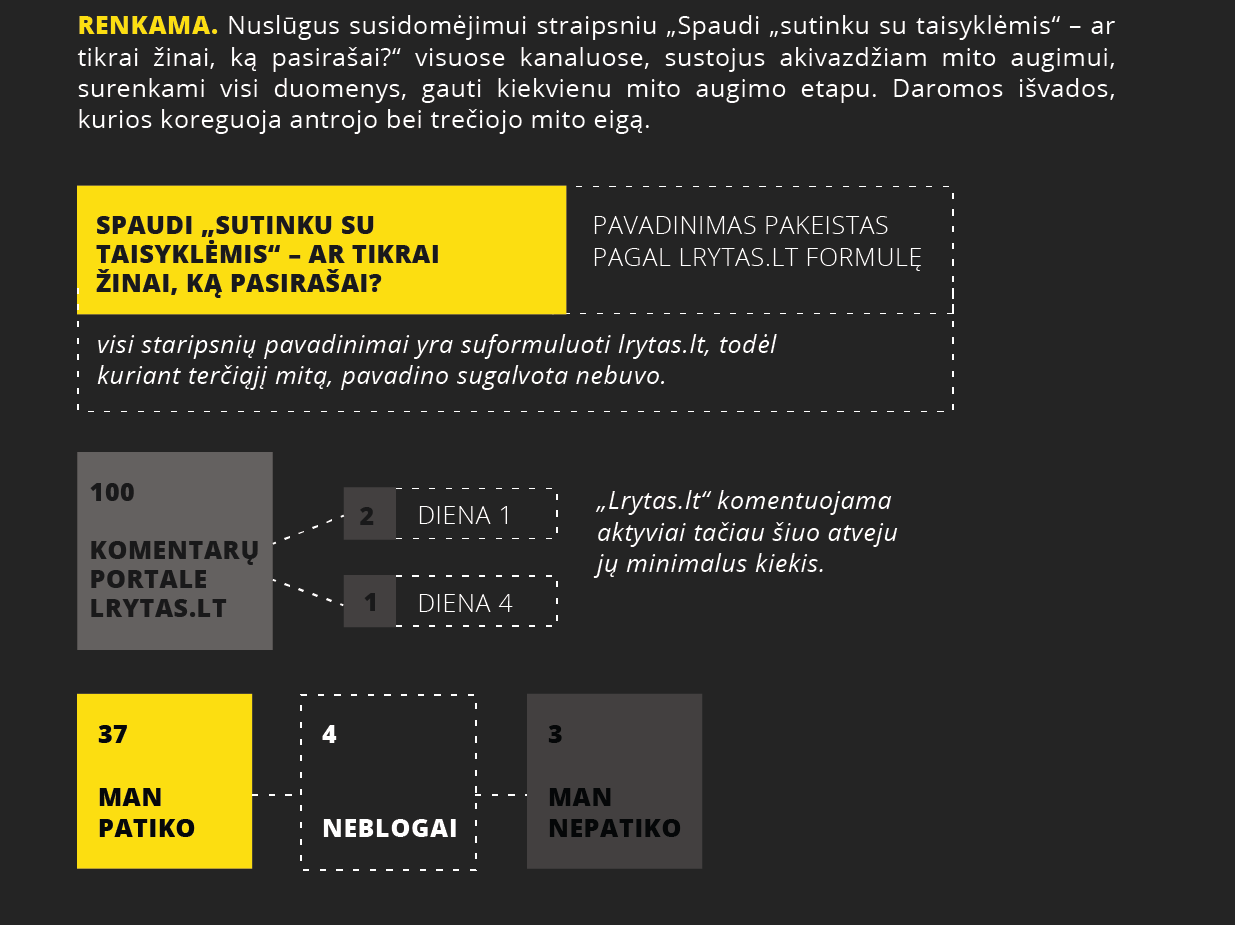 RENKAMA. Nuslūgus susidomėjimui straipsniu „Spaudi „sutinku su taisyklėmis“ – ar
tikrai žinai, ką pasirašai?“ visuose kanaluose, sustojus akivazdžiam mito augimui,
surenkami visi duomenys, gauti kiekvienu mito augimo etapu. Daromos išvados,
kurios koreguoja antrojo bei trečiojo mito eigą.
SPAUDI „SUTINKU SU
TAISYKLĖMIS“ – AR TIKRAI
ŽINAI, KĄ PASIRAŠAI?
PAVADINIMAS PAKEISTAS
PAGAL LRYTAS.LT FORMULĘ
visi staripsnių pavadinimai yra suformuluoti lrytas.lt, todėl
kuriant terčiąjį mitą, pavadino sugalvota nebuvo.
100
KOMENTARŲ
PORTALE
LRYTAS.LT
2 DIENA 1
1 DIENA 4
„Lrytas.lt“ komentuojama
aktyviai tačiau šiuo atveju
jų minimalus kiekis.
37
MAN
PATIKO
4
NEBLOGAI
3
MAN
NEPATIKO